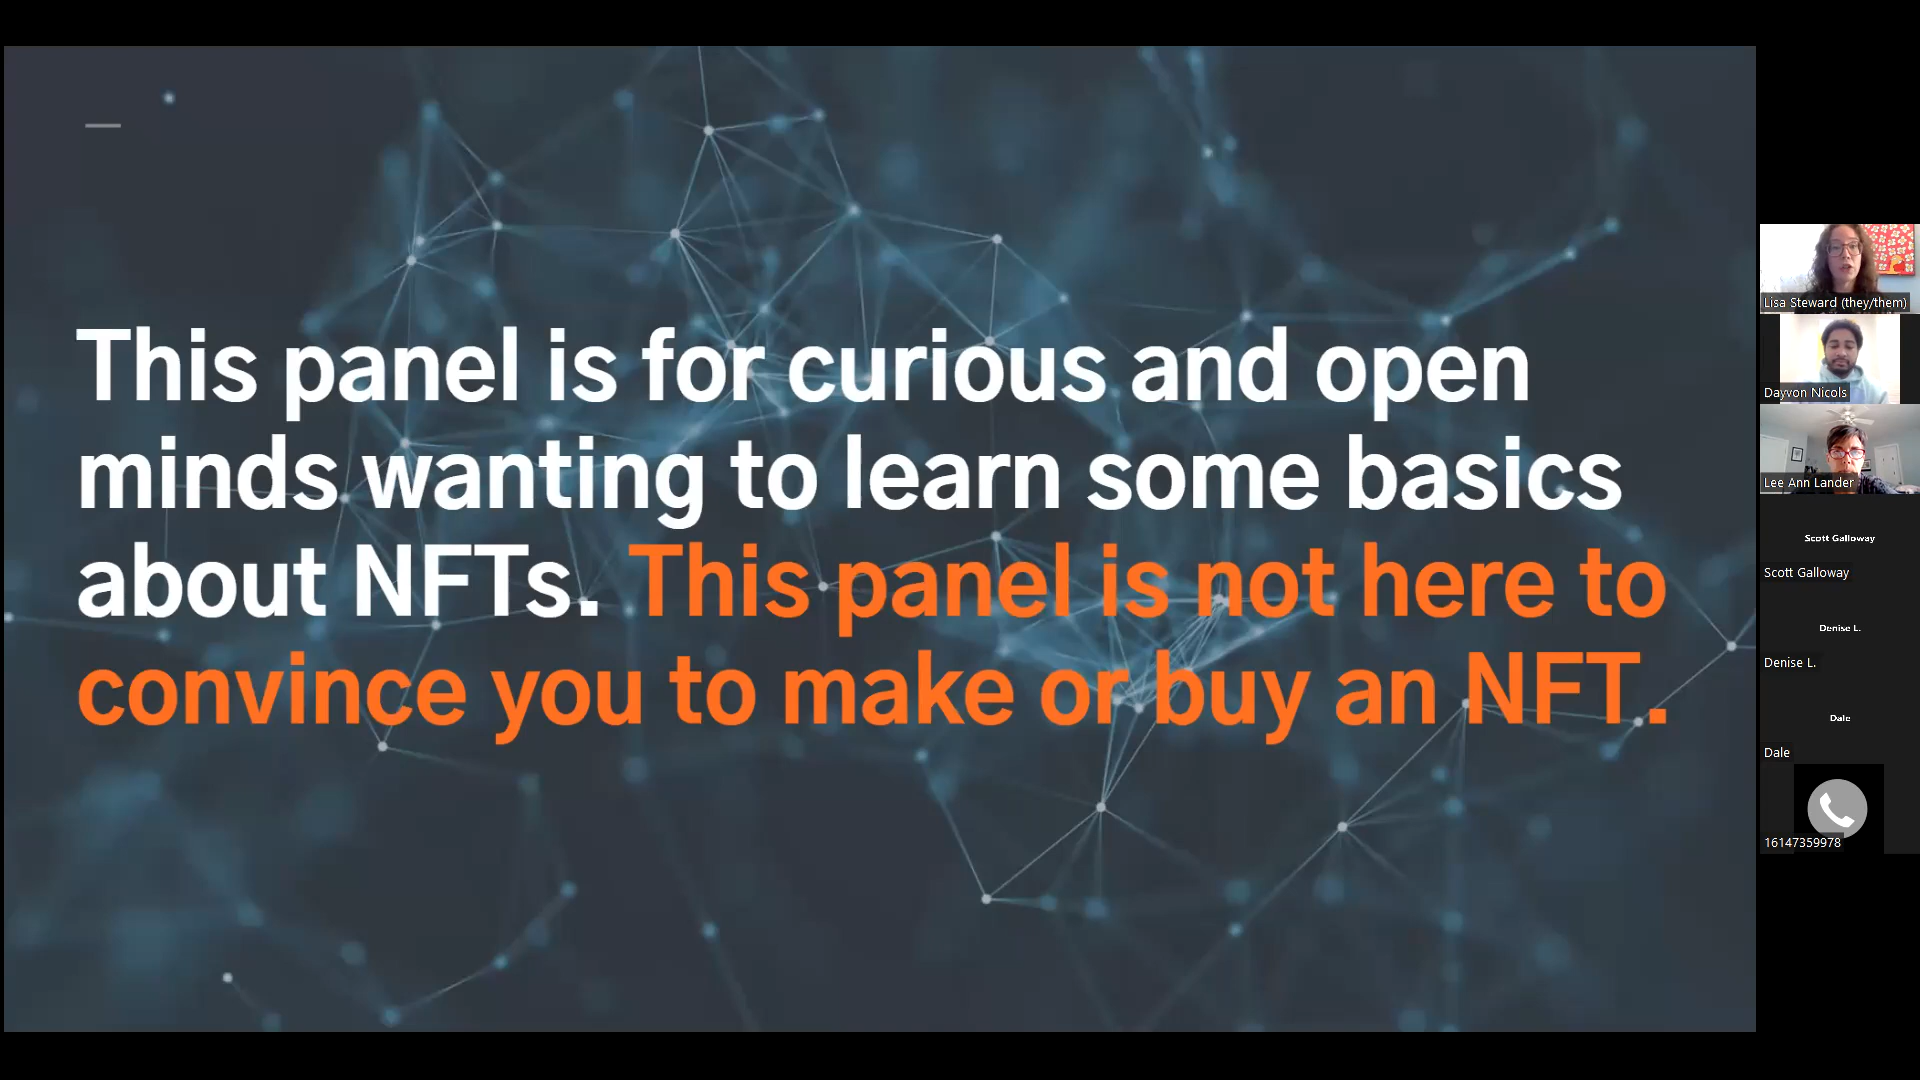 This panel is for curious and open
minds wanting to learn some basics
about NFTs. This panel is not here to
convince you to make or buy an NFT.
Lisa Steward (they/them)
Dayvon Nicols
Lee Ann Lander
Scott Galloway
Scott Galloway
Denise L.
Denise L.
Dale
Dale
16147359978